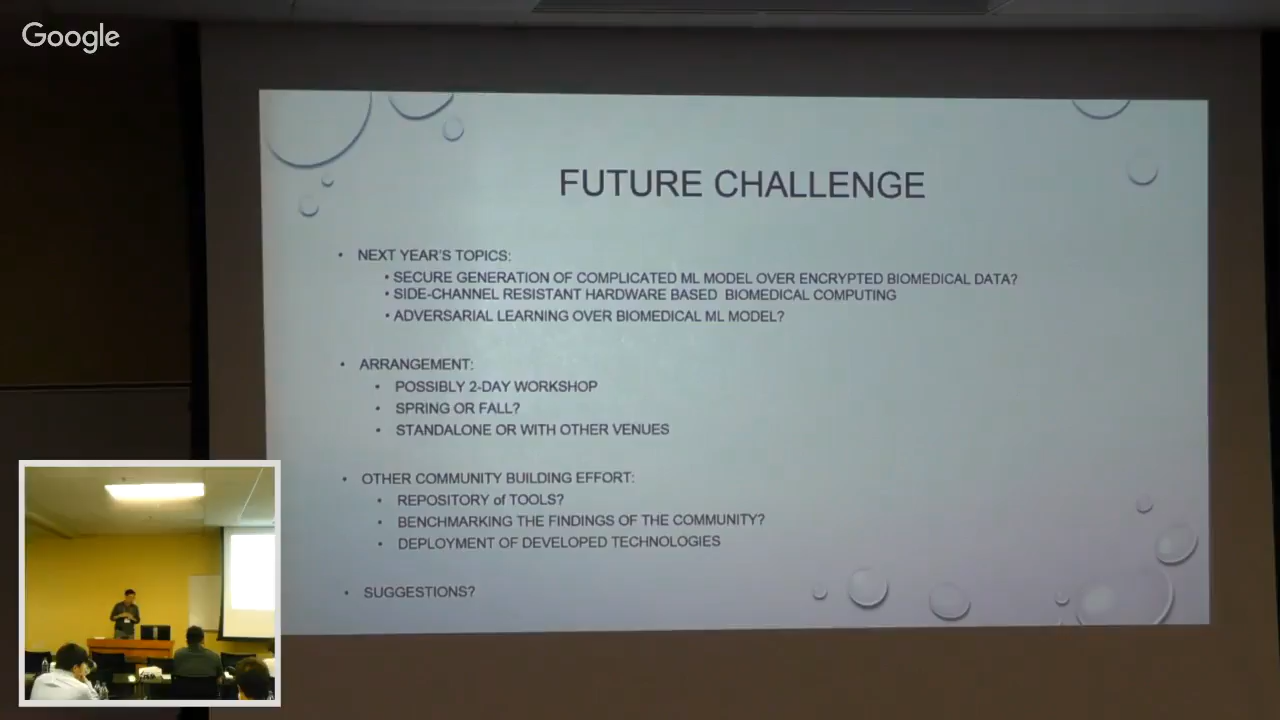 Google
FUTURE CHALLENGE
• NEXT YEAR'S TOPICS:
• SECURE GENERATION OF COMPLICATED ML MODEL OVER ENCRYPTED BIOMEDICAL DATA?
• SIDE-CHANNEL RESISTANT HARDWARE BASED BIOMEDICAL COMPUTING
• ADVERSARIAL LEARNING OVER BIOMEDICAL ML MODEL?
• ARRANGEMENT:
• POSSIBLY 2-DAY WORKSHOP
• SPRING OR FALL?
• STANDALONE OR WITH OTHER VENUES
• OTHER COMMUNITY BUILDING EFFORT:
• REPOSITORY of TOOLS?
• BENCHMARKING THE FINDINGS OF THE COMMUNITY?
• DEPLOYMENT OF DEVELOPED TECHNOLOGIES
• SUGGESTIONS?